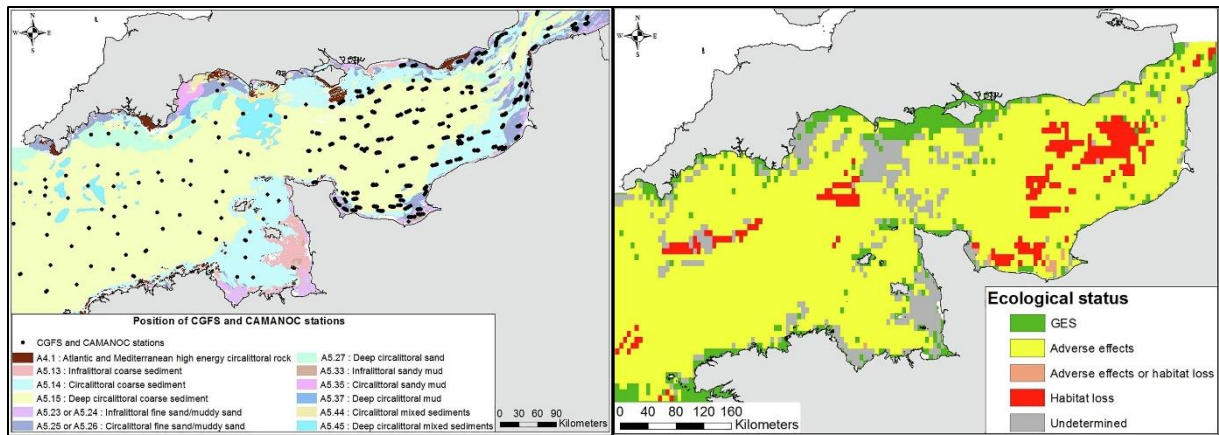 N
W E
S
Position of CGFS and CAMANOC stations
• CGFS and CAMANOC stations
A4.1 : Atlantic and Mediterranean high energy circalittoral rock
A5.13 : Infralittoral coarse sediment
A5.14 : Circalittoral coarse sediment
A5.15 : Deep circalittoral coarse sediment
A5.23 or A5.24 : Infralittoral fine sand/muddy sand
A5.25 or A5.26 : Circalittoral fine sand/muddy sand
A5.27 : Deep circalittoral sand
A5.33 : Infralittoral sandy mud
A5.35 : Circalittoral sandy mud
A5.37 : Deep circalittoral mud
A5.44 : Circalittoral mixed sediments
A5.45 : Deep circalittoral mixed sediments
0 30 60 90
Kilometers
N
W E
S
Ecological status
GES
Adverse effects
Adverse effects or habitat loss
Habitat loss
Undetermined
0 40 80 120 160
Kilometers